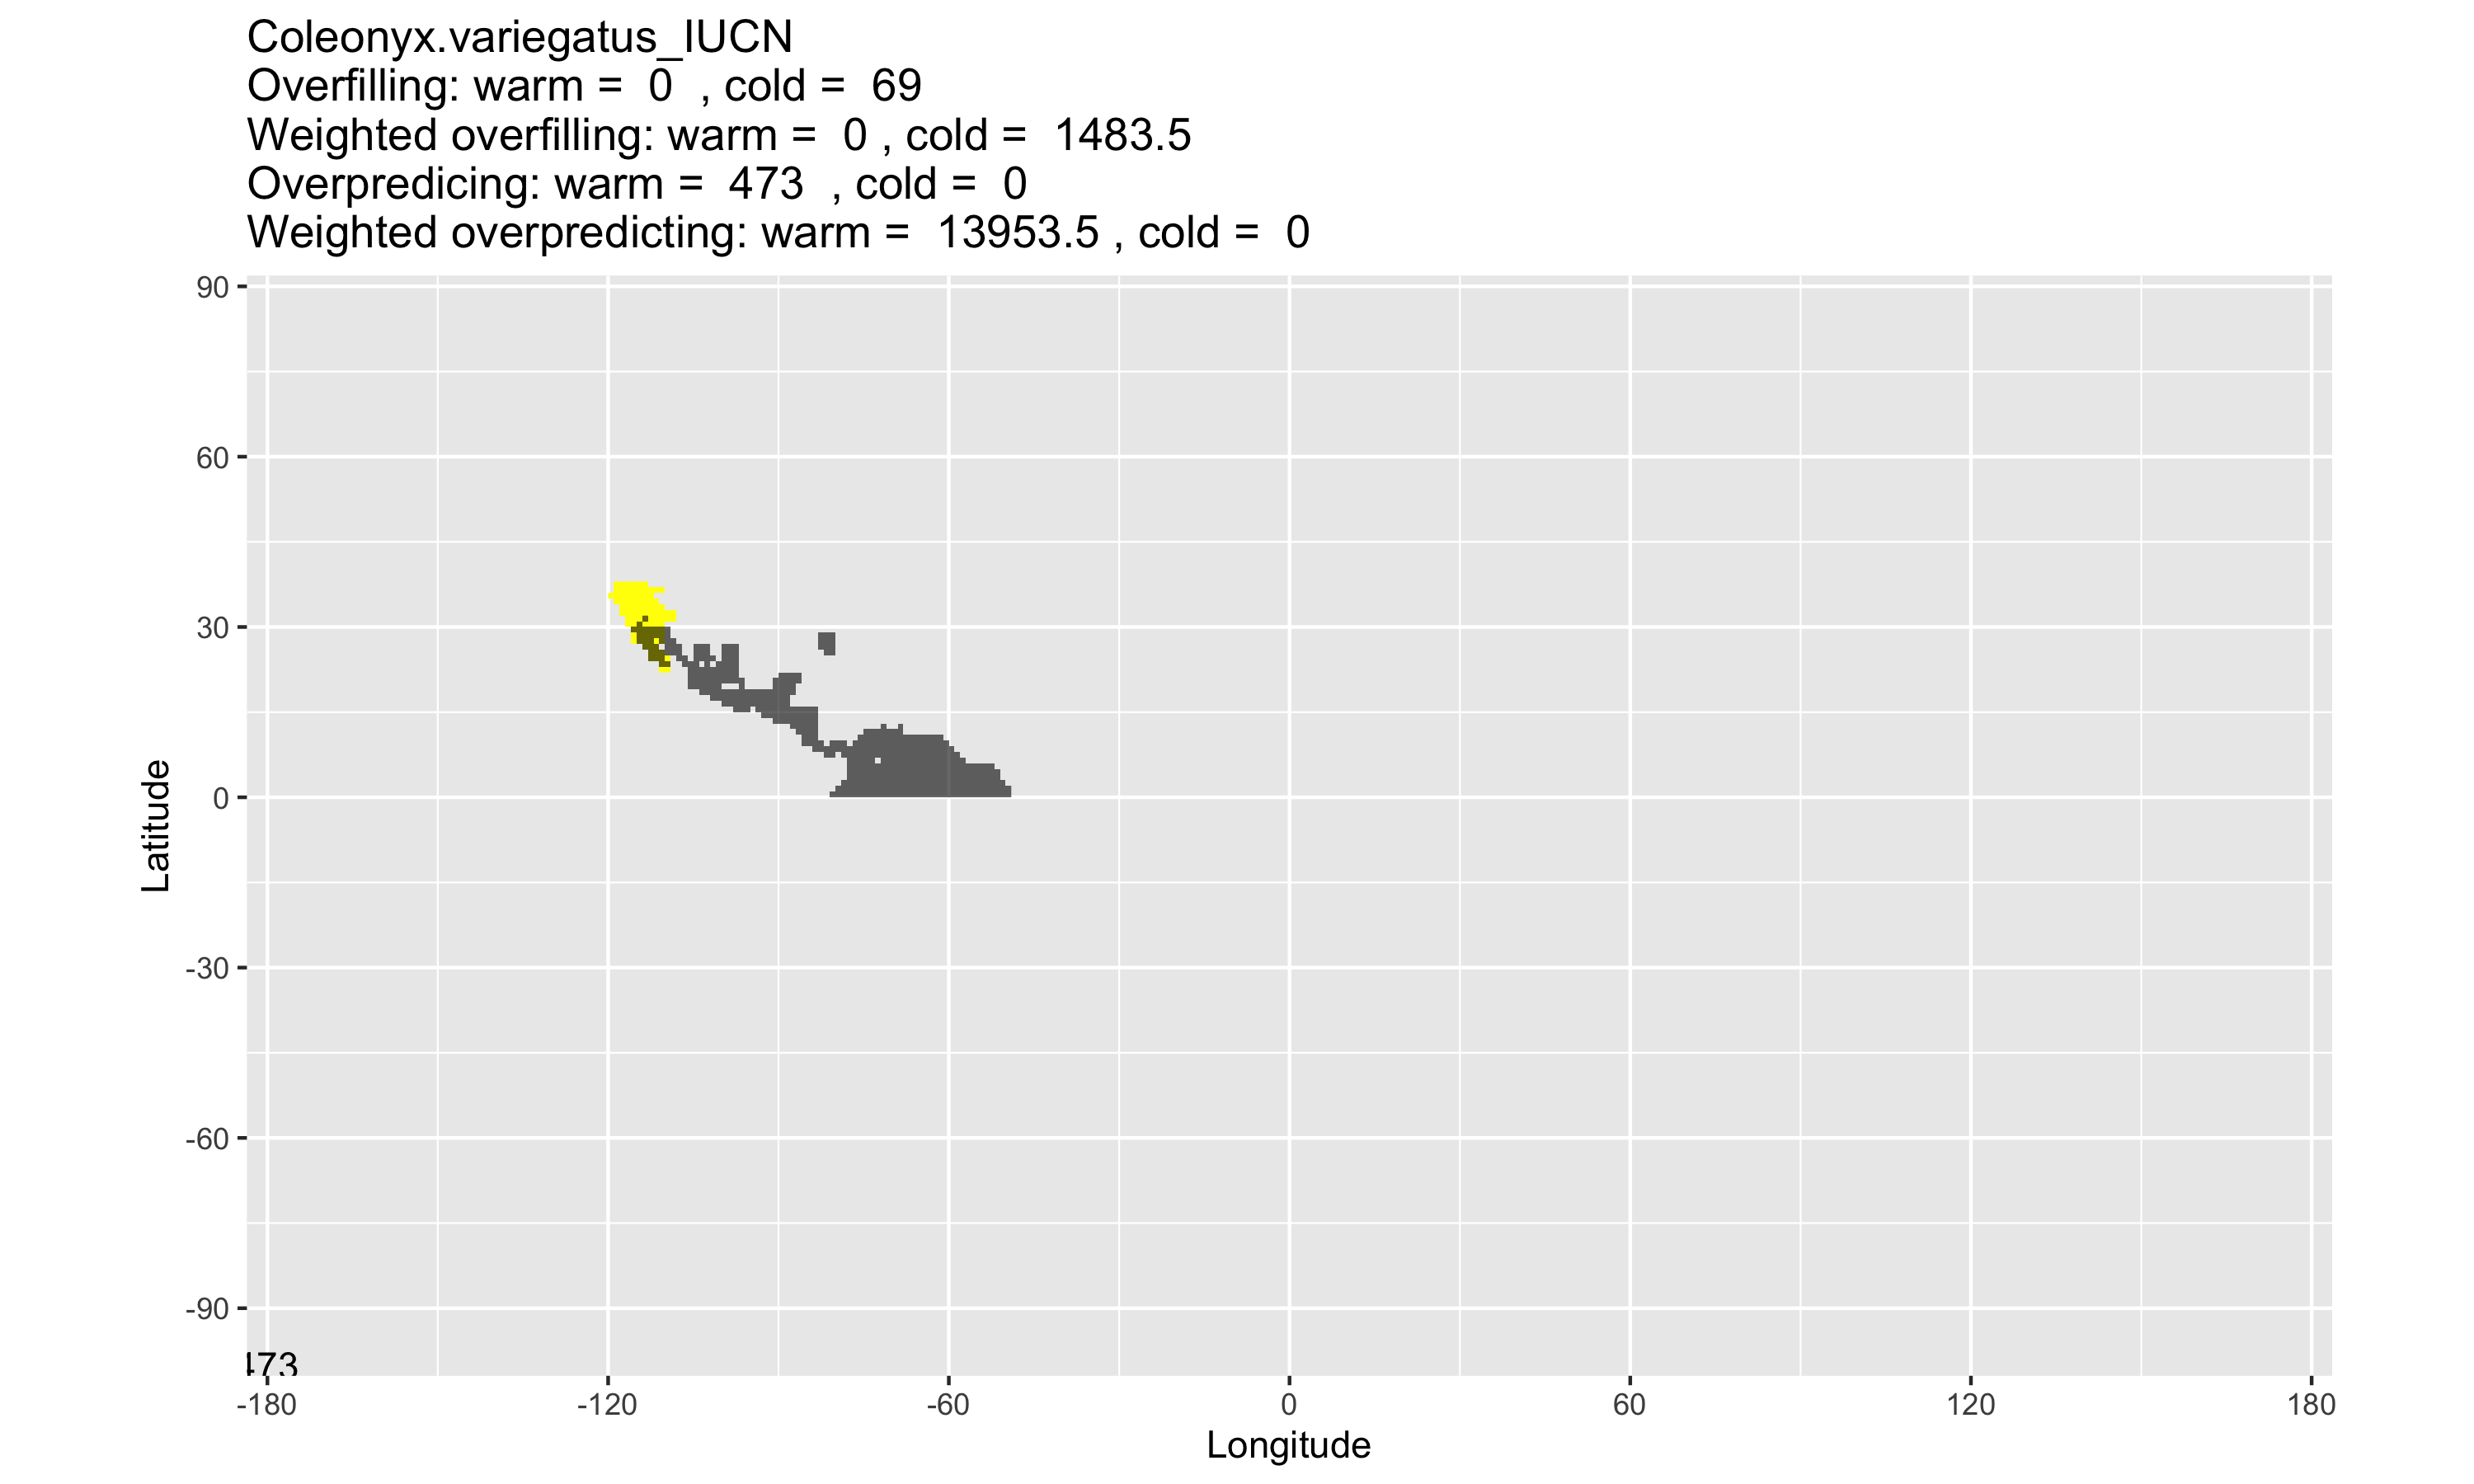 Coleonyx.variegatus_IUCN
Overfilling: warm = 0 , cold = 69
Weighted overfilling: warm = 0 , cold = 1483.5
Overpredicing: warm = 473 , cold = 0
Weighted overpredicting: warm = 13953.5 , cold = 0
90
60
30
0
-30
-60
-90
Latitude
473
-180
-120
-60
0
60
120
180
Longitude